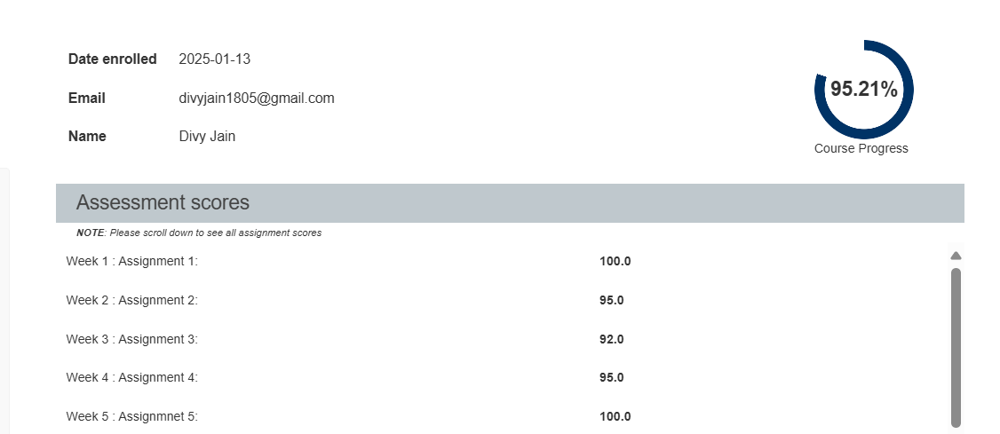 Date enrolled 2025-01-13
Email divyjain1805@gmail.com
Name Divy Jain
95.21%
Course Progress
Assessment scores
NOTE: Please scroll down to see all assignment scores
Week 1 : Assignment 1: 100.0
Week 2 : Assignment 2: 95.0
Week 3 : Assignment 3: 92.0
Week 4 : Assignment 4: 95.0
Week 5 : Assignmnet 5: 100.0